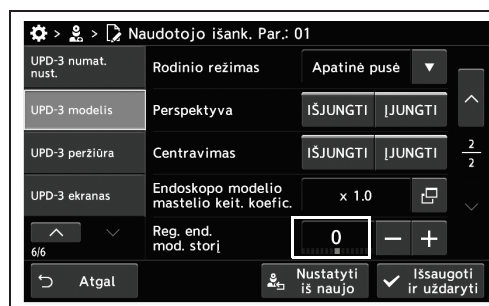 > > Naudotojo išank. Par.: 01
UPD-3 numat.
nust.
Rodinio režimas
Apatinė pusė ▼
UPD-3 modelis
Perspektyva
IŠJUNGTI
ĮJUNGTI
UPD-3 peržiūra
Centravimas
IŠJUNGTI
ĮJUNGTI
2
2
UPD-3 ekranas
Endoskopo modelio
mastelio keit. koefic.
x 1.0
6/6
Reg. end.
mod. storį
0
− +
Atgal
Nustatyti
iš naujo
Išsaugoti
ir uždaryti